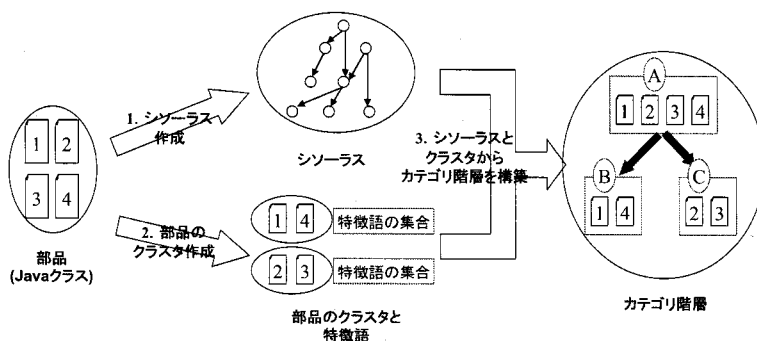 1 2
3 4
部品
(Javaクラス)
1. シソーラス
作成
シソーラス
2. 部品の
クラスタ作成
1 4 特徴語の集合
2 3 特徴語の集合
部品のクラスタと
特徴語
3. シソーラスと
クラスタから
カテゴリ階層を構築
A
1 2 3 4
B C
1 4 2 3
カテゴリ階層